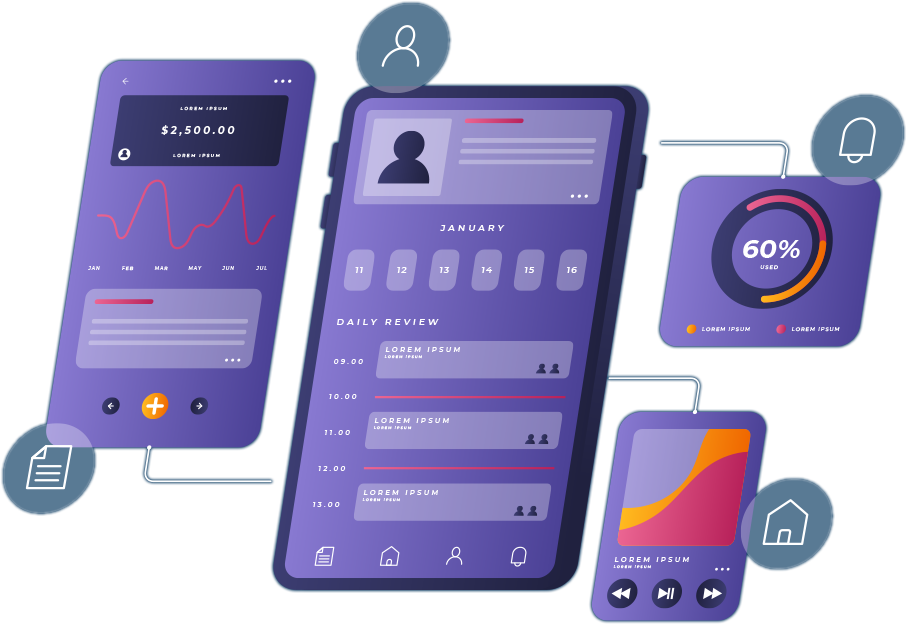 LOREM IPSUM
$2,500.00
LOREM IPSUM
JAN FEB MAR MAY JUN JUL
JANUARY
11 12 13 14 15 16
DAILY REVIEW
09.00
LOREM IPSUM
LOREM IPSUM
10.00
11.00
LOREM IPSUM
LOREM IPSUM
12.00
13.00
LOREM IPSUM
LOREM IPSUM
60%
USED
LOREM IPSUM LOREM IPSUM
LOREM IPSUM
LOREM IPSUM